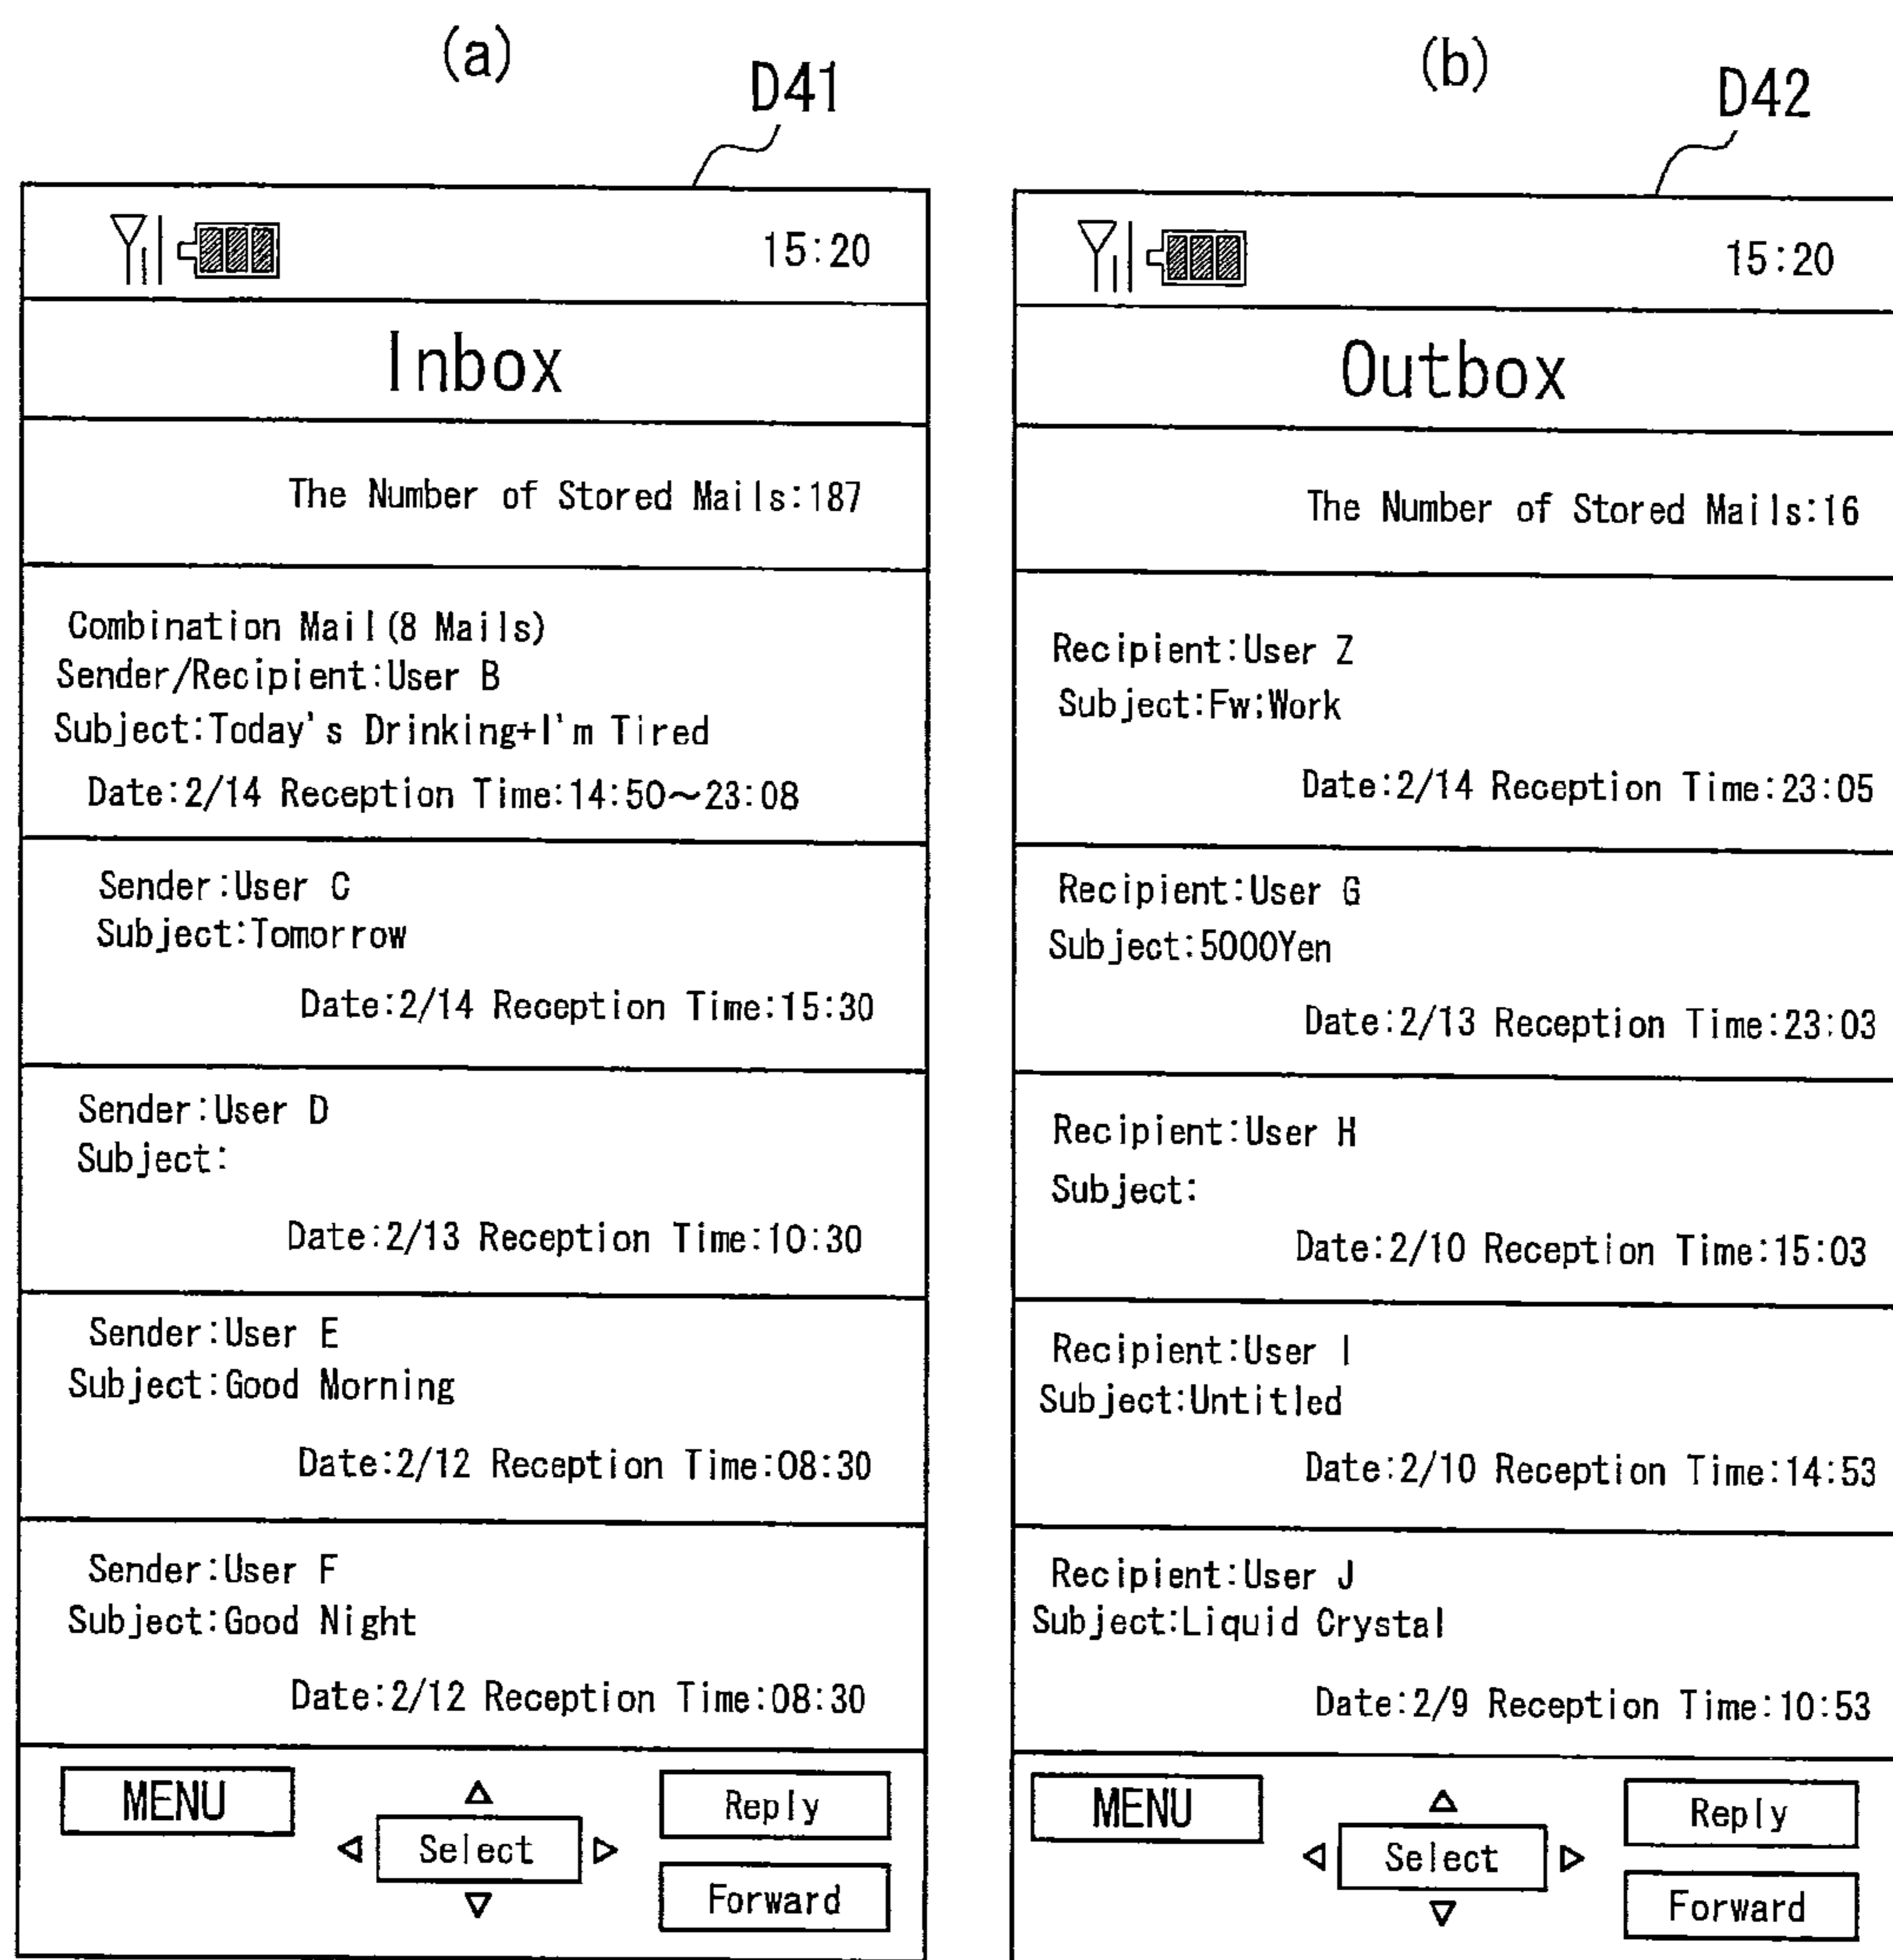 (a)
D41
15:20
Inbox
The Number of Stored Mails:187
Combination Mail(8 Mails)
Sender/Recipient:User B
Subject:Today's Drinking+I'm Tired
Date:2/14 Reception Time:14:50～23:08
Sender:User C
Subject:Tomorrow
Date:2/14 Reception Time:15:30
Sender:User D
Subject:
Date:2/13 Reception Time:10:30
Sender:User E
Subject:Good Morning
Date:2/12 Reception Time:08:30
Sender:User F
Subject:Good Night
Date:2/12 Reception Time:08:30
MENU
Select
Reply
Forward
(b)
D42
15:20
Outbox
The Number of Stored Mails:16
Recipient:User Z
Subject:Fw:Work
Date:2/14 Reception Time:23:05
Recipient:User G
Subject:5000Yen
Date:2/13 Reception Time:23:03
Recipient:User H
Subject:
Date:2/10 Reception Time:15:03
Recipient:User I
Subject:Untitled
Date:2/10 Reception Time:14:53
Recipient:User J
Subject:Liquid Crystal
Date:2/9 Reception Time:10:53
MENU
Select
Reply
Forward